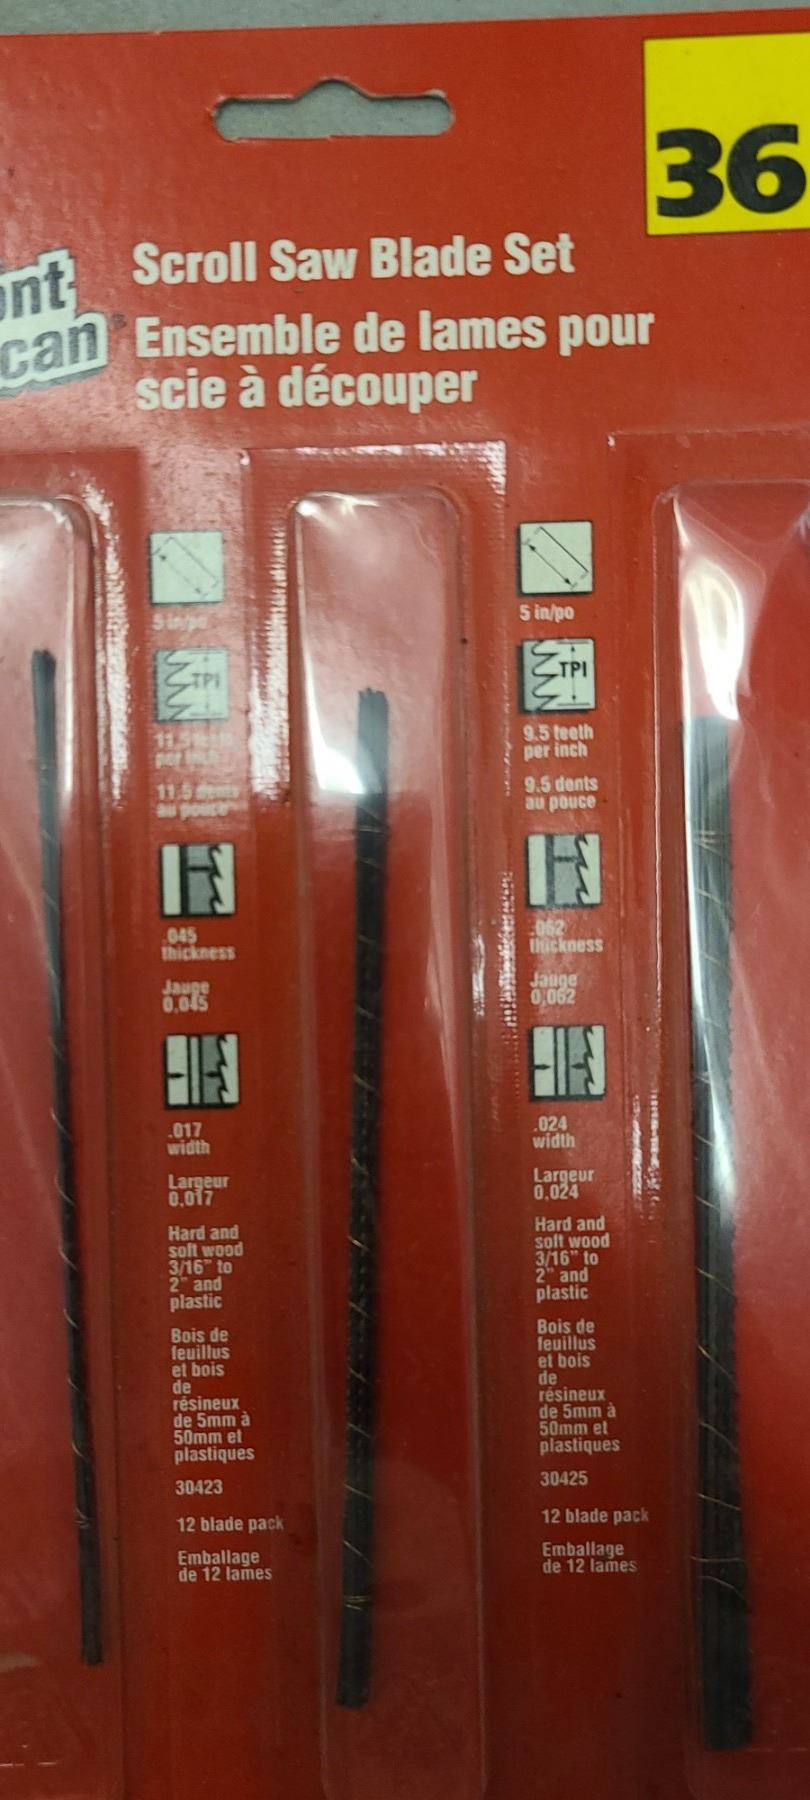 36
Scroll Saw Blade Set
Ensemble de lames pour
scie à découper
ont
can®
5 in/po
TPI
11.5 teeth
per inch
11.5 dents
au pouce
.045
thickness
Jauge
0,045
.017
width
Largeur
0,017
Hard and
soft wood
3/16" to
2" and
plastic
Bois de
feuillus
et bois
de
résineux
de 5mm à
50mm et
plastiques
30423
12 blade pack
Emballage
de 12 lames
5 in/po
TPI
9.5 teeth
per inch
9.5 dents
au pouce
.062
thickness
Jauge
0,062
.024
width
Largeur
0,024
Hard and
soft wood
3/16" to
2" and
plastic
Bois de
feuillus
et bois
de
résineux
de 5mm à
50mm et
plastiques
30425
12 blade pack
Emballage
de 12 lames